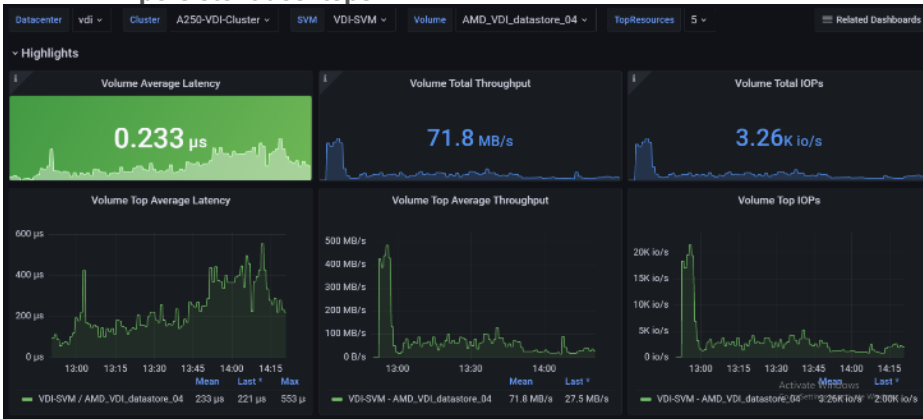 Datacenter vdi Cluster A250-VDI-Cluster SVM VDI-SVM Volume AMD_VDI_datastore_04 TopResources 5 Related Dashboards
Highlights
Volume Average Latency
0.233 µs
Volume Total Throughput
71.8 MB/s
Volume Total IOPs
3.26K io/s
Volume Top Average Latency
600 µs
400 µs
200 µs
0 µs
13:00 13:15 13:30 13:45 14:00 14:15
Mean Last * Max
VDI-SVM / AMD_VDI_datastore_04 233 µs 221 µs 553 µ
Volume Top Average Throughput
500 MB/s
400 MB/s
300 MB/s
200 MB/s
100 MB/s
0 B/s
13:00 13:30 14:00
Mean Last *
VDI-SVM - AMD_VDI_datastore_04 71.8 MB/s 27.5 MB/s
Volume Top IOPs
20K io/s
15K io/s
10K io/s
5K io/s
0 io/s
13:00 13:15 13:30 13:45 14:00 14:15
Activate Windows
Mean Last *
VDI-SVM - AMD_VDI_datastore_04 3.26K io/s 2.00K io/s